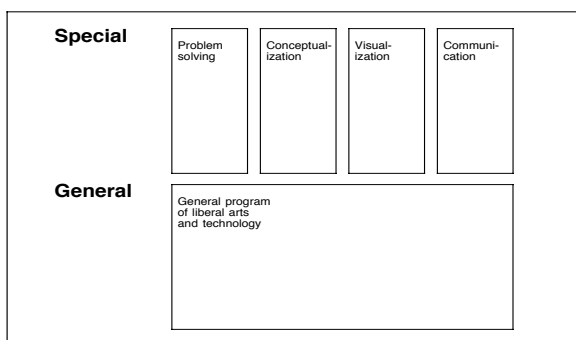 Special
Problem
solving
Conceptual-
ization
Visual-
ization
Communi-
cation
General
General program
of liberal arts
and technology